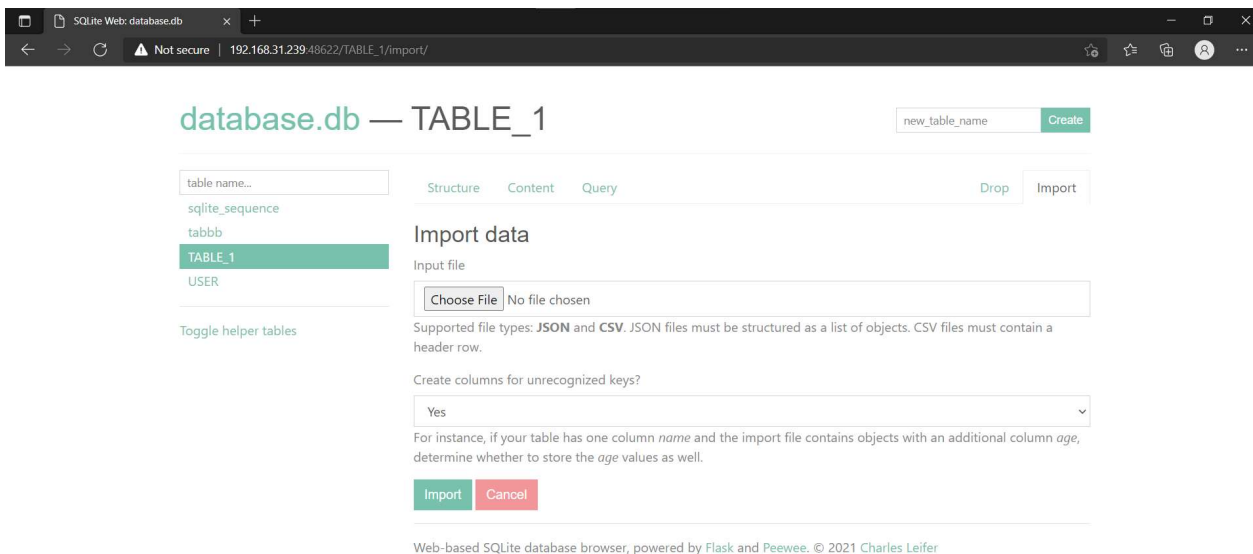 SQLite Web: database.db
Not secure | 192.168.31.239:48622/TABLE_1/import/
database.db — TABLE_1
new_table_name
Create
table name...
sqlite_sequence
tabbb
TABLE_1
USER
Toggle helper tables
Structure Content Query Drop Import
Import data
Input file
Choose File No file chosen
Supported file types: JSON and CSV. JSON files must be structured as a list of objects. CSV files must contain a
header row.
Create columns for unrecognized keys?
Yes
For instance, if your table has one column name and the import file contains objects with an additional column age,
determine whether to store the age values as well.
Import Cancel
Web-based SQLite database browser, powered by Flask and Peewee. © 2021 Charles Leifer